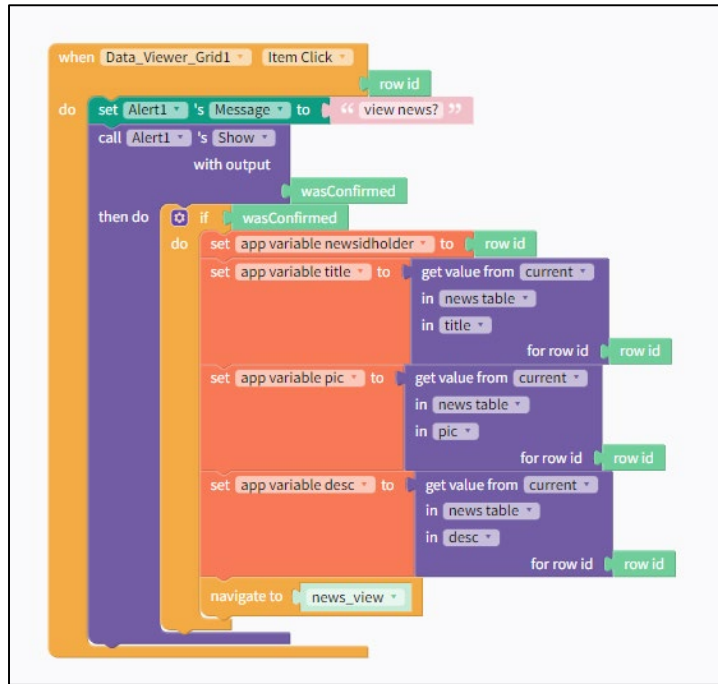 when Data_Viewer_Grid1 Item Click
row id
do set Alert1 's Message to “ view news? ”
call Alert1 's Show
with output
wasConfirmed
then do if wasConfirmed
do set app variable newsidholder to row id
set app variable title to get value from current
in news table
in title
for row id row id
set app variable pic to get value from current
in news table
in pic
for row id row id
set app variable desc to get value from current
in news table
in desc
for row id row id
navigate to news_view